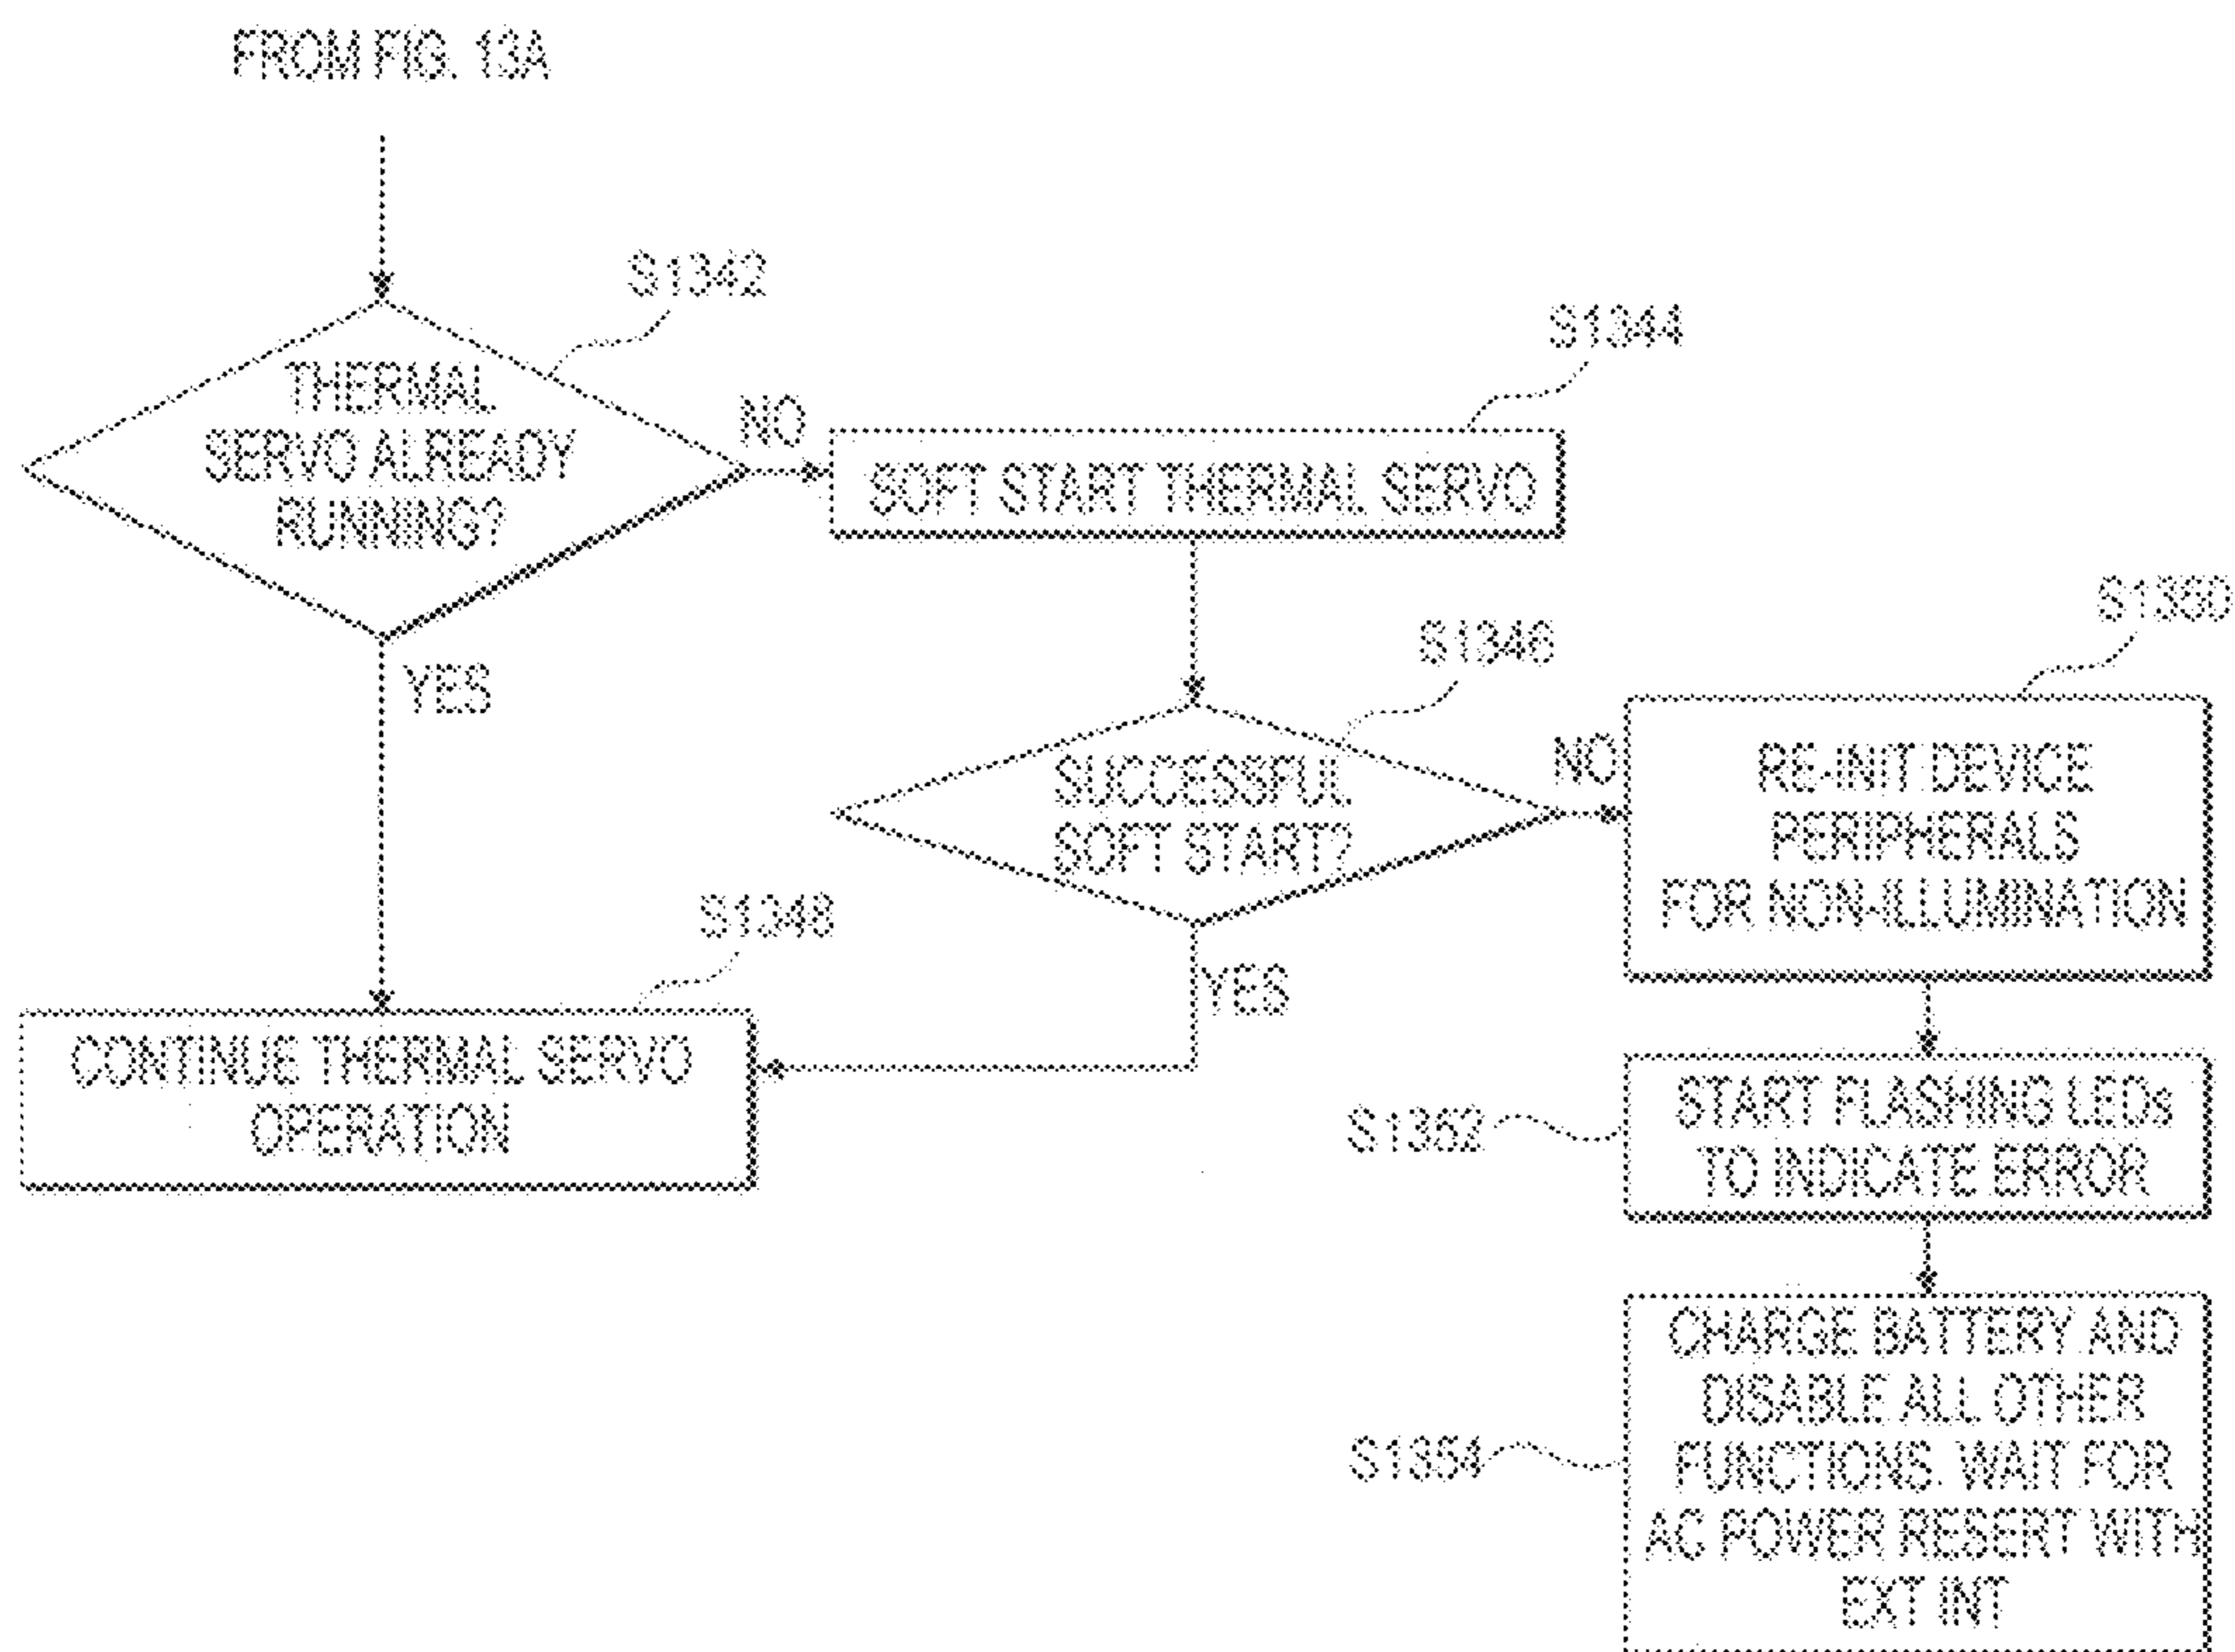 FROM FIG. 13A
S1342
THERMAL
SERVO ALREADY
RUNNING?
NO
YES
S1344
SOFT START THERMAL SERVO
S1346
SUCCESSFUL
SOFT START?
NO
YES
S1348
CONTINUE THERMAL SERVO
OPERATION
S1350
RE-INIT DEVICE
PERIPHERALS
FOR NON-ILLUMINATION
S1352
START FLASHING LEDs
TO INDICATE ERROR
S1354
CHARGE BATTERY AND
DISABLE ALL OTHER
FUNCTIONS. WAIT FOR
AC POWER RESERT WITH
EXT INT